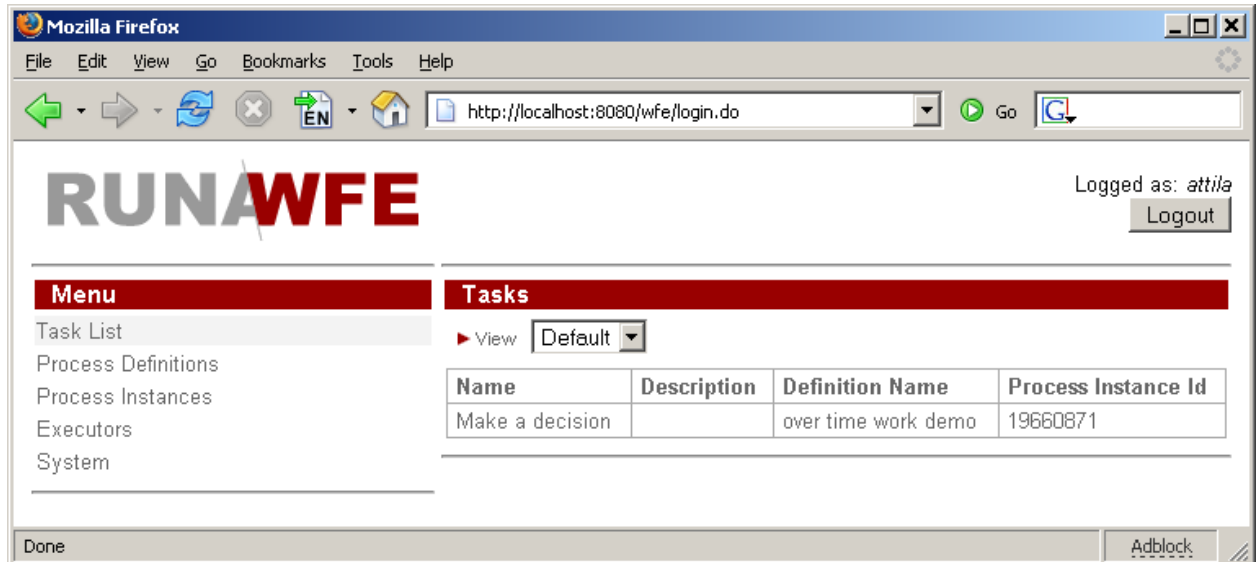 Mozilla Firefox
File Edit View Go Bookmarks Tools Help
EN http://localhost:8080/wfe/login.do Go G
RUNAWFE
Logged as: attila
Logout
Menu
Task List
Process Definitions
Process Instances
Executors
System
Tasks
View Default
Name Description Definition Name Process Instance Id
Make a decision over time work demo 19660871
Done Adblock